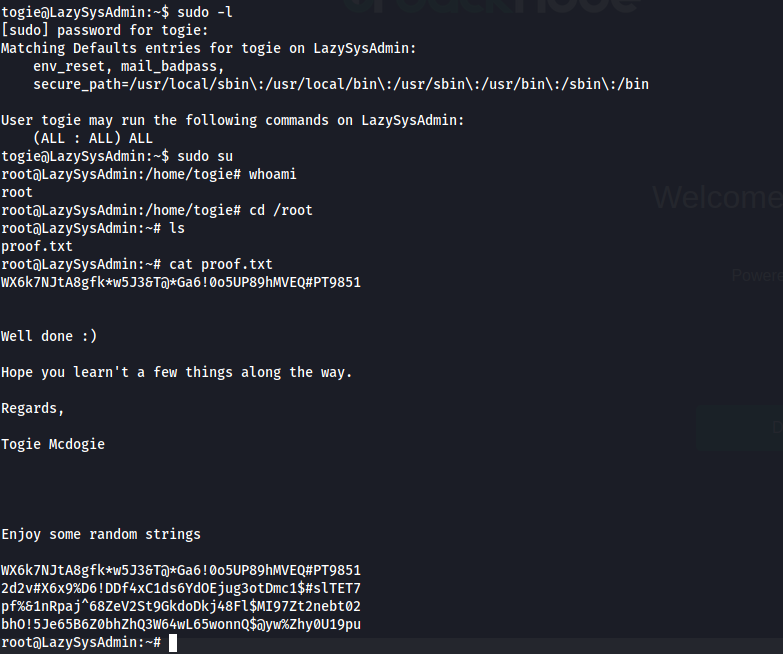 togie@LazySysAdmin:~$ sudo -l
[sudo] password for togie:
Matching Defaults entries for togie on LazySysAdmin:
    env_reset, mail_badpass,
    secure_path=/usr/local/sbin\:/usr/local/bin\:/usr/sbin\:/usr/bin\:/sbin\:/bin
User togie may run the following commands on LazySysAdmin:
    (ALL : ALL) ALL
togie@LazySysAdmin:~$ sudo su
root@LazySysAdmin:/home/togie# whoami
root
root@LazySysAdmin:/home/togie# cd /root
root@LazySysAdmin:~# ls
proof.txt
root@LazySysAdmin:~# cat proof.txt
WX6k7NJtA8gfk*w5J3&T@*Ga6!0o5UP89hMVEQ#PT9851
Well done :)
Hope you learn't a few things along the way.
Regards,
Togie Mcdogie
Enjoy some random strings
WX6k7NJtA8gfk*w5J3&T@*Ga6!0o5UP89hMVEQ#PT9851
2d2v#X6x9%D6!DDf4xC1ds6YdOEjug3otDmc1$#slTET7
pf%&1nRpaj^68ZeV2St9GkdoDkj48Fl$MI97Zt2nebt02
bhO!5Je65B6Z0bhZhQ3W64wL65wonnQ$@yw%Zhy0U19pu
root@LazySysAdmin:~#
Welcome